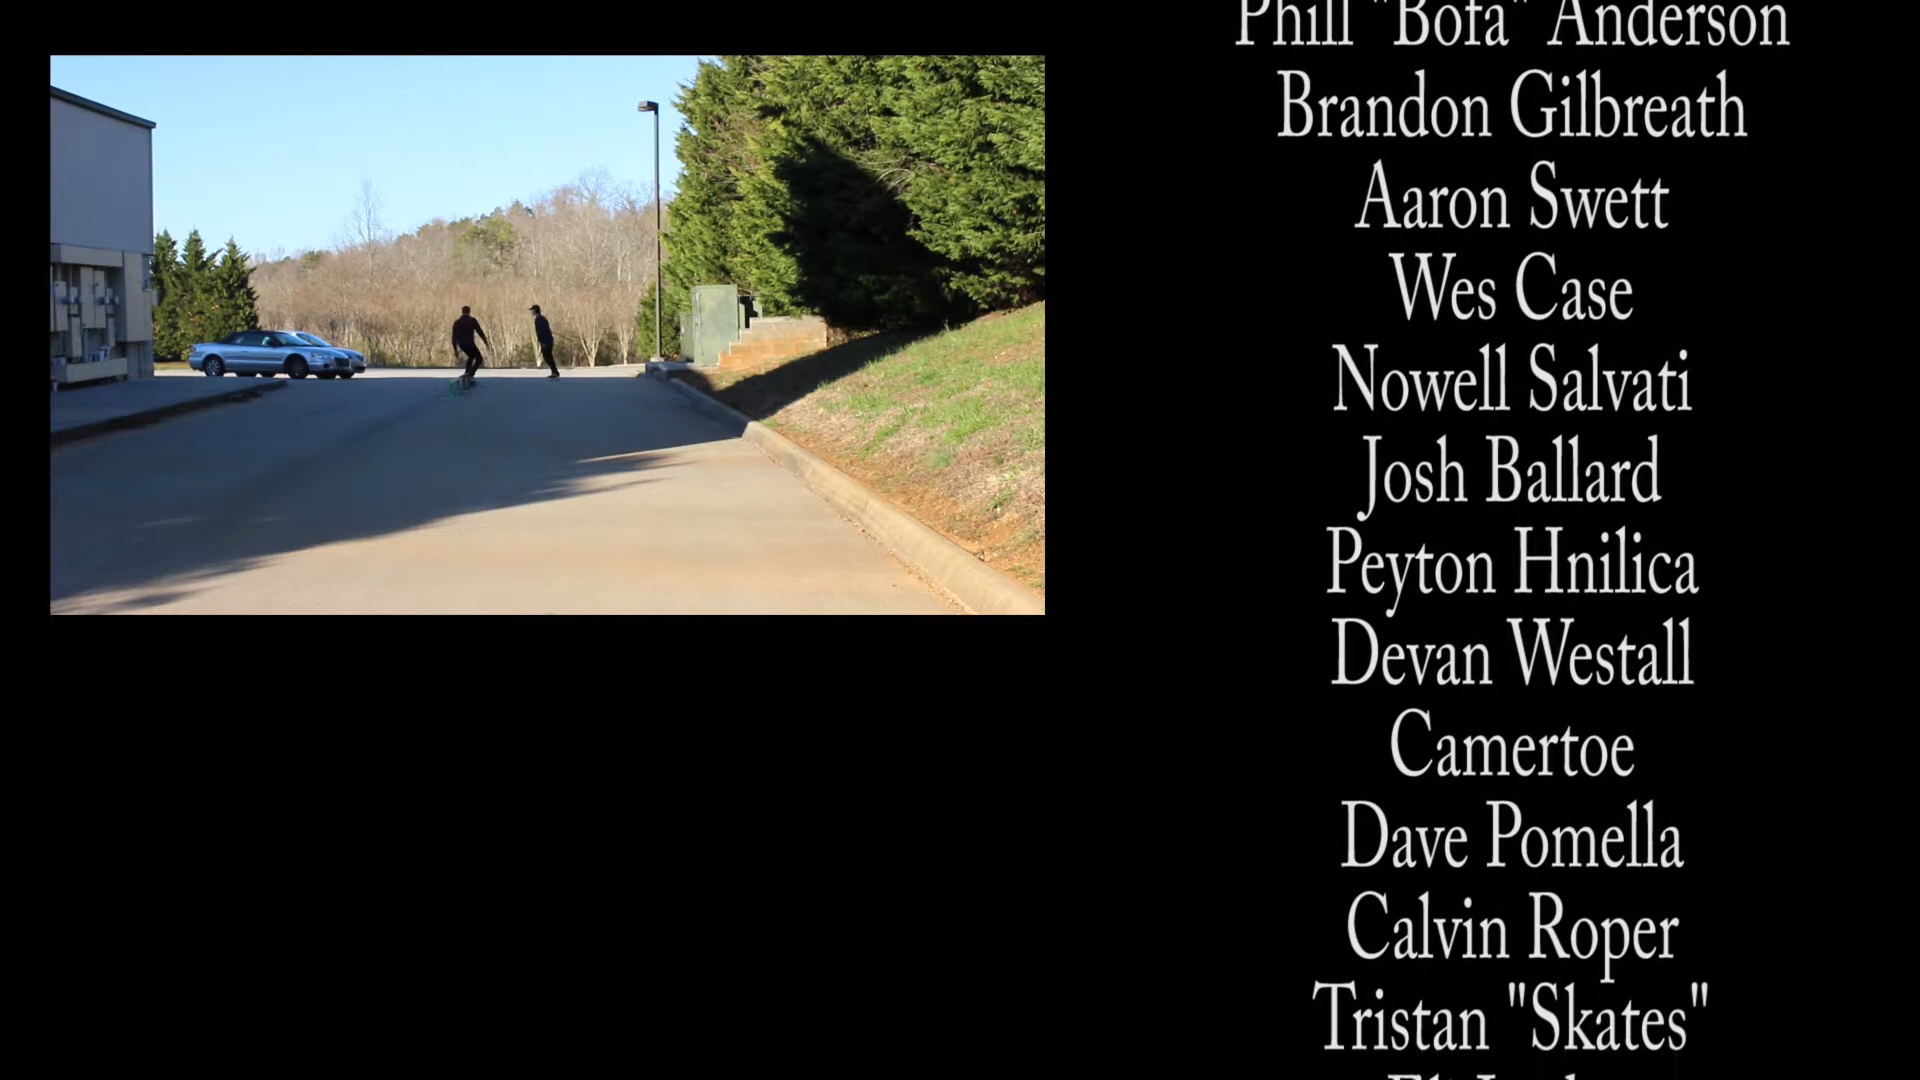 Phill "Bofa" Anderson
Brandon Gilbreath
Aaron Swett
Wes Case
Nowell Salvati
Josh Ballard
Peyton Hnilica
Devan Westall
Camertoe
Dave Pomella
Calvin Roper
Tristan "Skates"